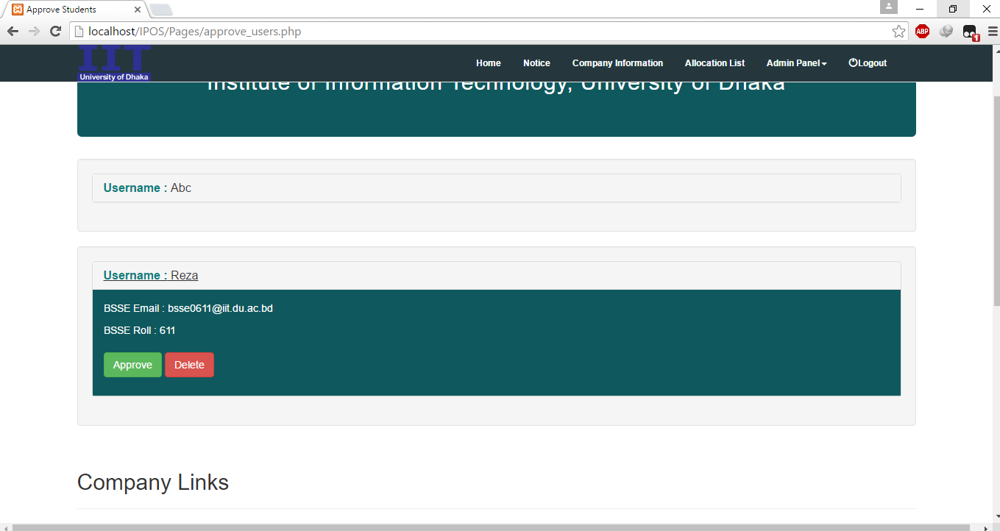 Approve Students
localhost/IPOS/Pages/approve_users.php
ABP
1
IIT
University of Dhaka
Home Notice Company Information Allocation List Admin Panel Logout
Institute of Information Technology, University of Dhaka
Username : Abc
Username : Reza
BSSE Email : bsse0611@iit.du.ac.bd
BSSE Roll : 611
Approve Delete
Company Links